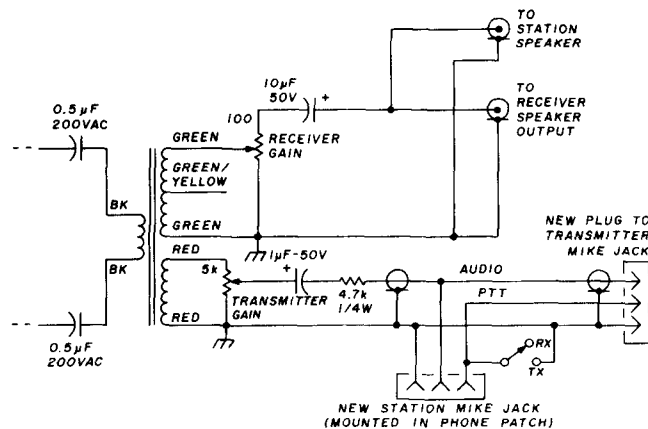 TO
STATION
SPEAKER
10µF
50V
+
TO
RECEIVER
SPEAKER
OUTPUT
0.5µF
200VAC
100
RECEIVER
GAIN
GREEN
GREEN/
YELLOW
GREEN
BK
BK
RED
RED
5k
TRANSMITTER
GAIN
1µF-50V
+
4.7k
1/4W
AUDIO
PTT
NEW PLUG TO
TRANSMITTER
MIKE JACK
RX
TX
0.5µF
200VAC
NEW STATION MIKE JACK
(MOUNTED IN PHONE PATCH)